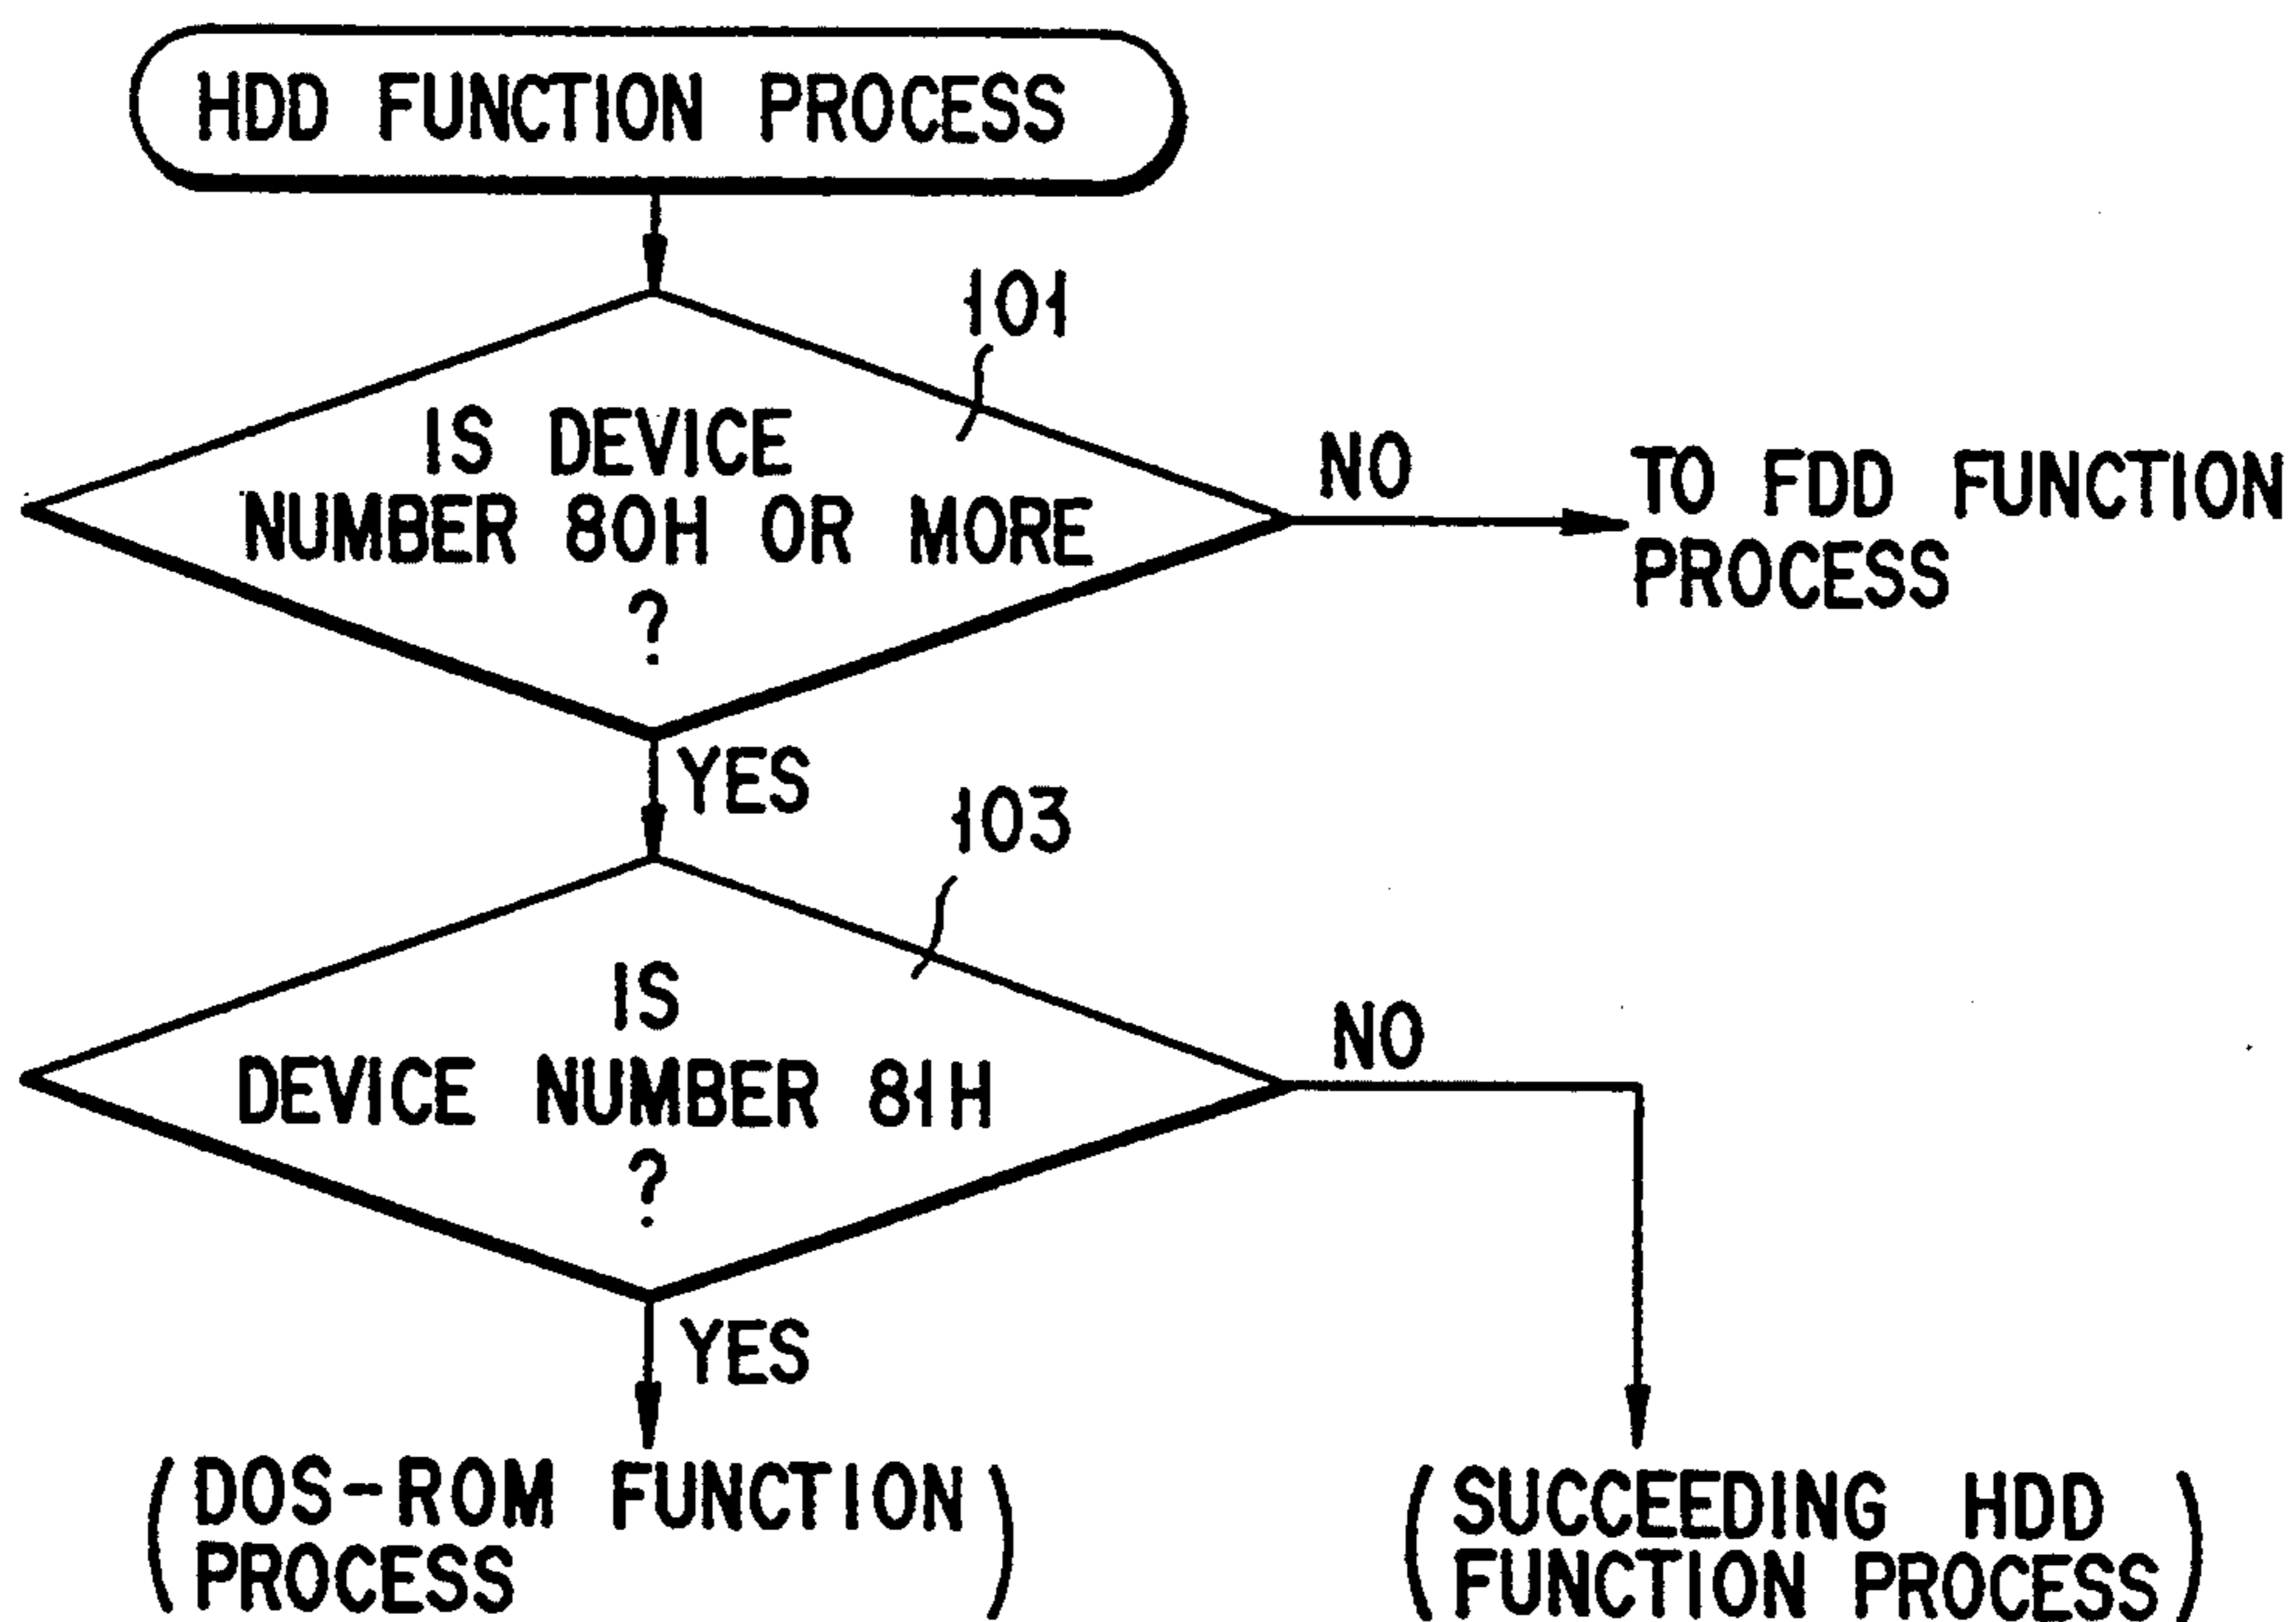 HDD FUNCTION PROCESS
101
IS DEVICE
NUMBER 80H OR MORE
?
NO
TO FDD FUNCTION
PROCESS
YES
103
IS
DEVICE NUMBER 81H
?
NO
YES
(DOS-ROM FUNCTION
PROCESS)
(SUCCEEDING HDD
FUNCTION PROCESS)